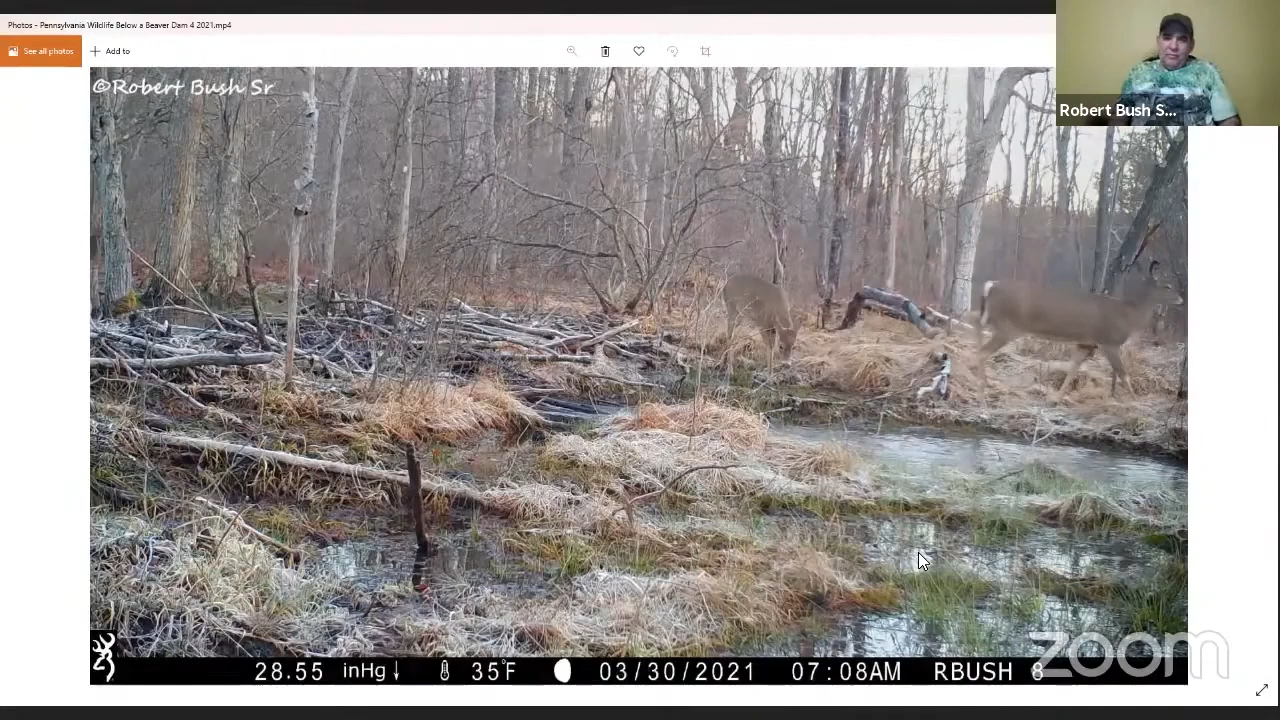 Photos - Pennsylvania Wildlife Below a Beaver Dam 4 2021.mp4
See all photos
Add to
©Robert Bush Sr
Robert Bush S...
28.55 inHg↓ 35°F 03/30/2021 07:08AM RBUSH 8
zoom